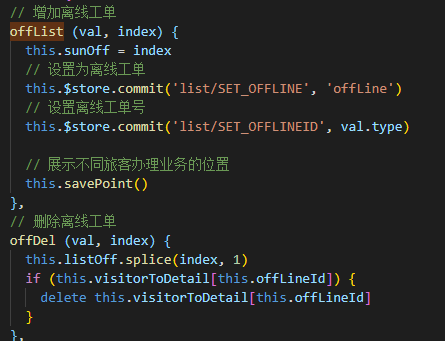 // 增加离线工单
offList (val, index) {
this.sunOff = index
// 设置为离线工单
this.$store.commit('list/SET_OFFLINE', 'offLine')
// 设置离线工单号
this.$store.commit('list/SET_OFFLINEID', val.type)
// 展示不同旅客办理业务的位置
this.savePoint()
},
// 删除离线工单
offDel (val, index) {
this.listOff.splice(index, 1)
if (this.visitorToDetail[this.offLineId]) {
delete this.visitorToDetail[this.offLineId]
}
},